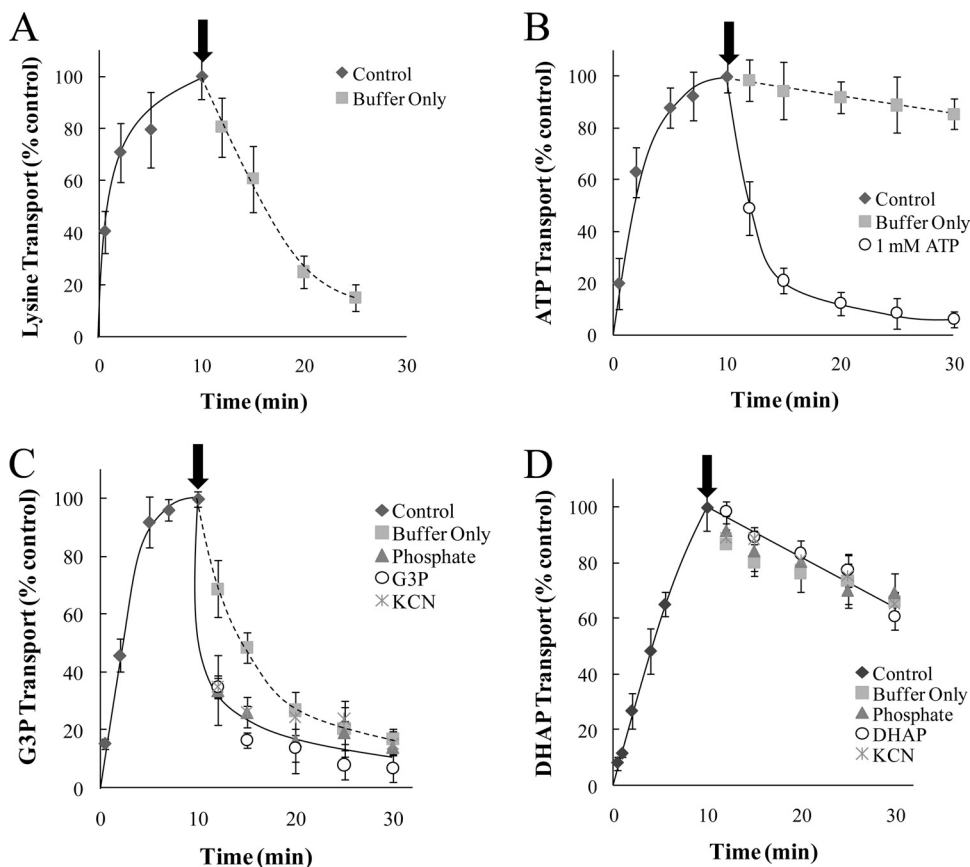 A
Lysine Transport (% control)
100
80
60
40
20
0
0 10 20 30
Time (min)
Control
Buffer Only
B
ATP Transport (% control)
100
80
60
40
20
0
0 10 20 30
Time (min)
Control
Buffer Only
1 mM ATP
C
G3P Transport (% control)
100
80
60
40
20
0
0 10 20 30
Time (min)
Control
Buffer Only
Phosphate
G3P
KCN
D
DHAP Transport (% control)
100
80
60
40
20
0
0 10 20 30
Time (min)
Control
Buffer Only
Phosphate
DHAP
KCN